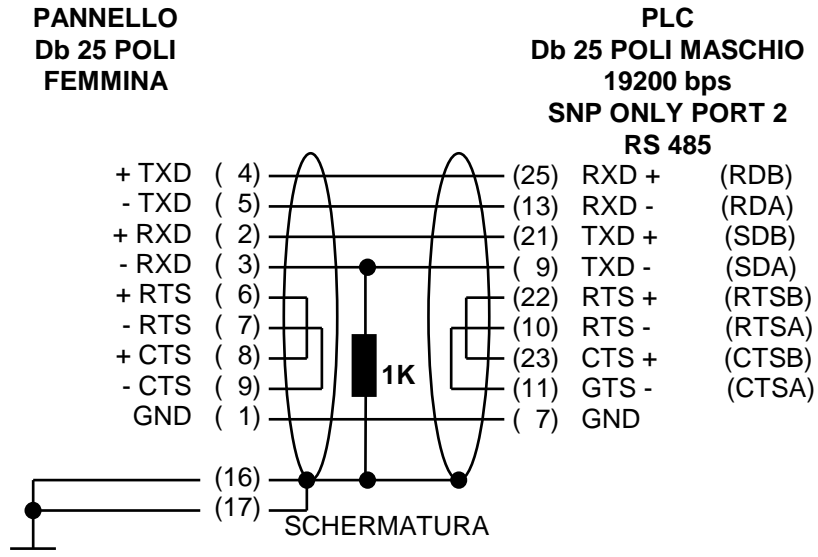 PANNELLO
Db 25 POLI
FEMMINA
PLC
Db 25 POLI MASCHIO
19200 bps
SNP ONLY PORT 2
RS 485
+ TXD ( 4) (25) RXD + (RDB)
- TXD ( 5) (13) RXD - (RDA)
+ RXD ( 2) (21) TXD + (SDB)
- RXD ( 3) ( 9) TXD - (SDA)
+ RTS ( 6) (22) RTS + (RTSB)
- RTS ( 7) (10) RTS - (RTSA)
+ CTS ( 8) (23) CTS + (CTSB)
- CTS ( 9) 1K (11) GTS - (CTSA)
GND ( 1) ( 7) GND
(16)
(17)
SCHERMATURA